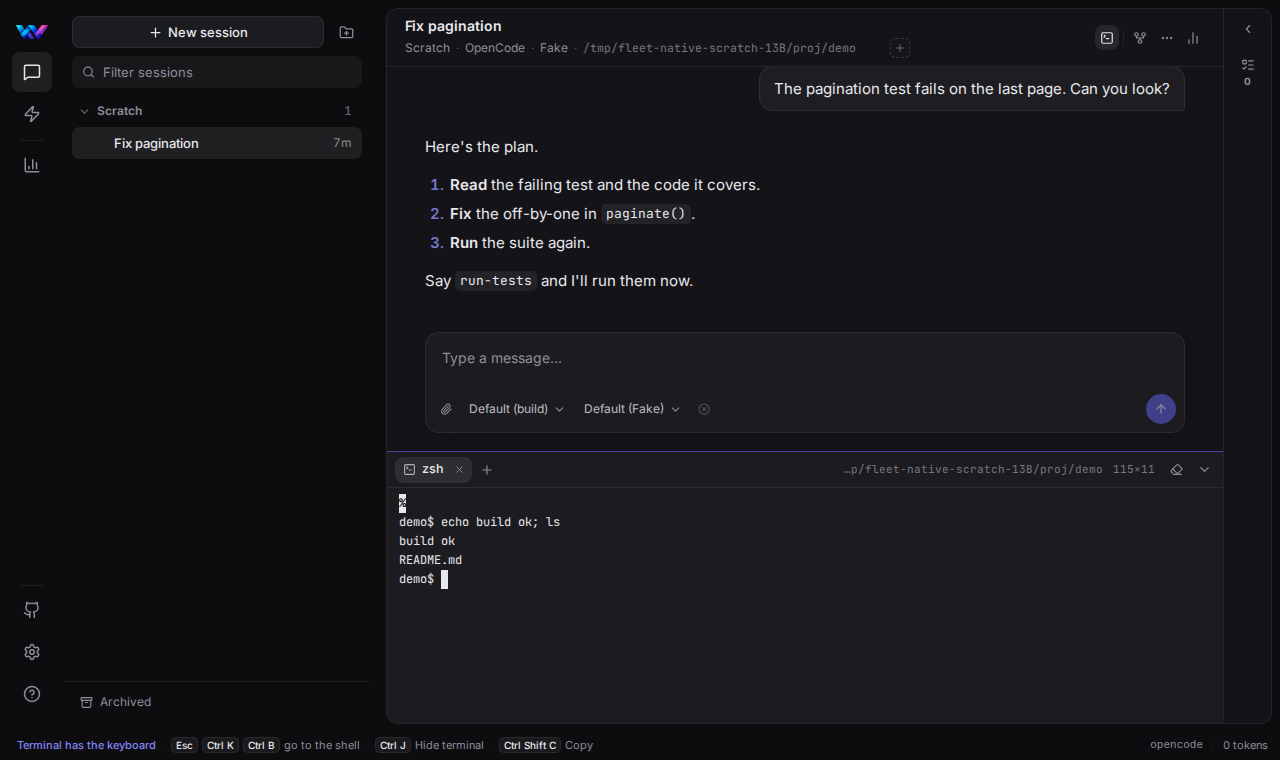 New session
Filter sessions
Scratch 1
Fix pagination 7m
Archived
Fix pagination
Scratch · OpenCode · Fake · /tmp/fleet-native-scratch-13B/proj/demo
0
The pagination test fails on the last page. Can you look?
Here's the plan.
1. Read the failing test and the code it covers.
2. Fix the off-by-one in paginate().
3. Run the suite again.
Say run-tests and I'll run them now.
Type a message...
Default (build) Default (Fake)
zsh …p/fleet-native-scratch-13B/proj/demo 115×11
%
demo$ echo build ok; ls
build ok
README.md
demo$
Terminal has the keyboard Esc Ctrl K Ctrl B go to the shell Ctrl J Hide terminal Ctrl Shift C Copy opencode 0 tokens